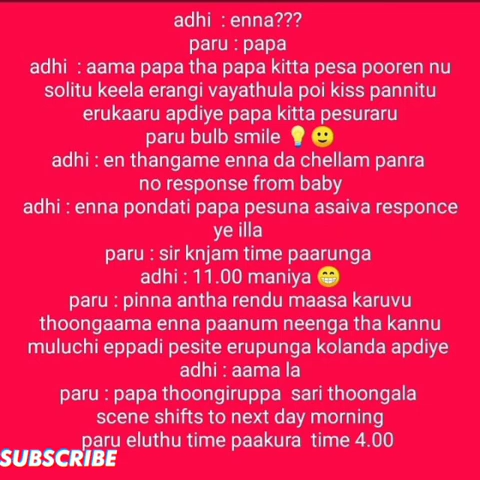 adhi : enna???
paru : papa
adhi : aama papa tha papa kitta pesa pooren nu
solitu keela erangi vayathula poi kiss pannitu
erukaaru apdiye papa kitta pesuraru
paru bulb smile 💡🙂
adhi : en thangame enna da chellam panra
no response from baby
adhi : enna pondati papa pesuna asaiva responce
ye illa
paru : sir knjam time paarunga
adhi : 11.00 maniya 😁
paru : pinna antha rendu maasa karuvu
thoongaama enna paanum neenga tha kannu
muluchi eppadi pesite erupunga kolanda apdiye
adhi : aama la
paru : papa thoongiruppa sari thoongala
scene shifts to next day morning
paru eluthu time paakura time 4.00
SUBSCRIBE